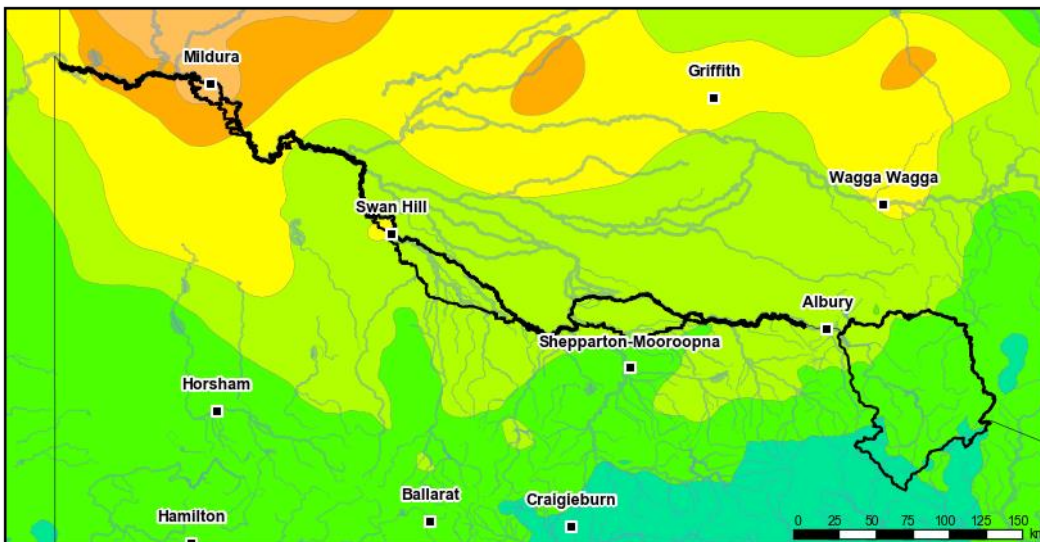 Mildura
Griffith
Wagga Wagga
Swan Hill
Albury
Shepparton-Mooroopna
Horsham
Ballarat
Craigieburn
Hamilton
0 25 50 75 100 125 150
km